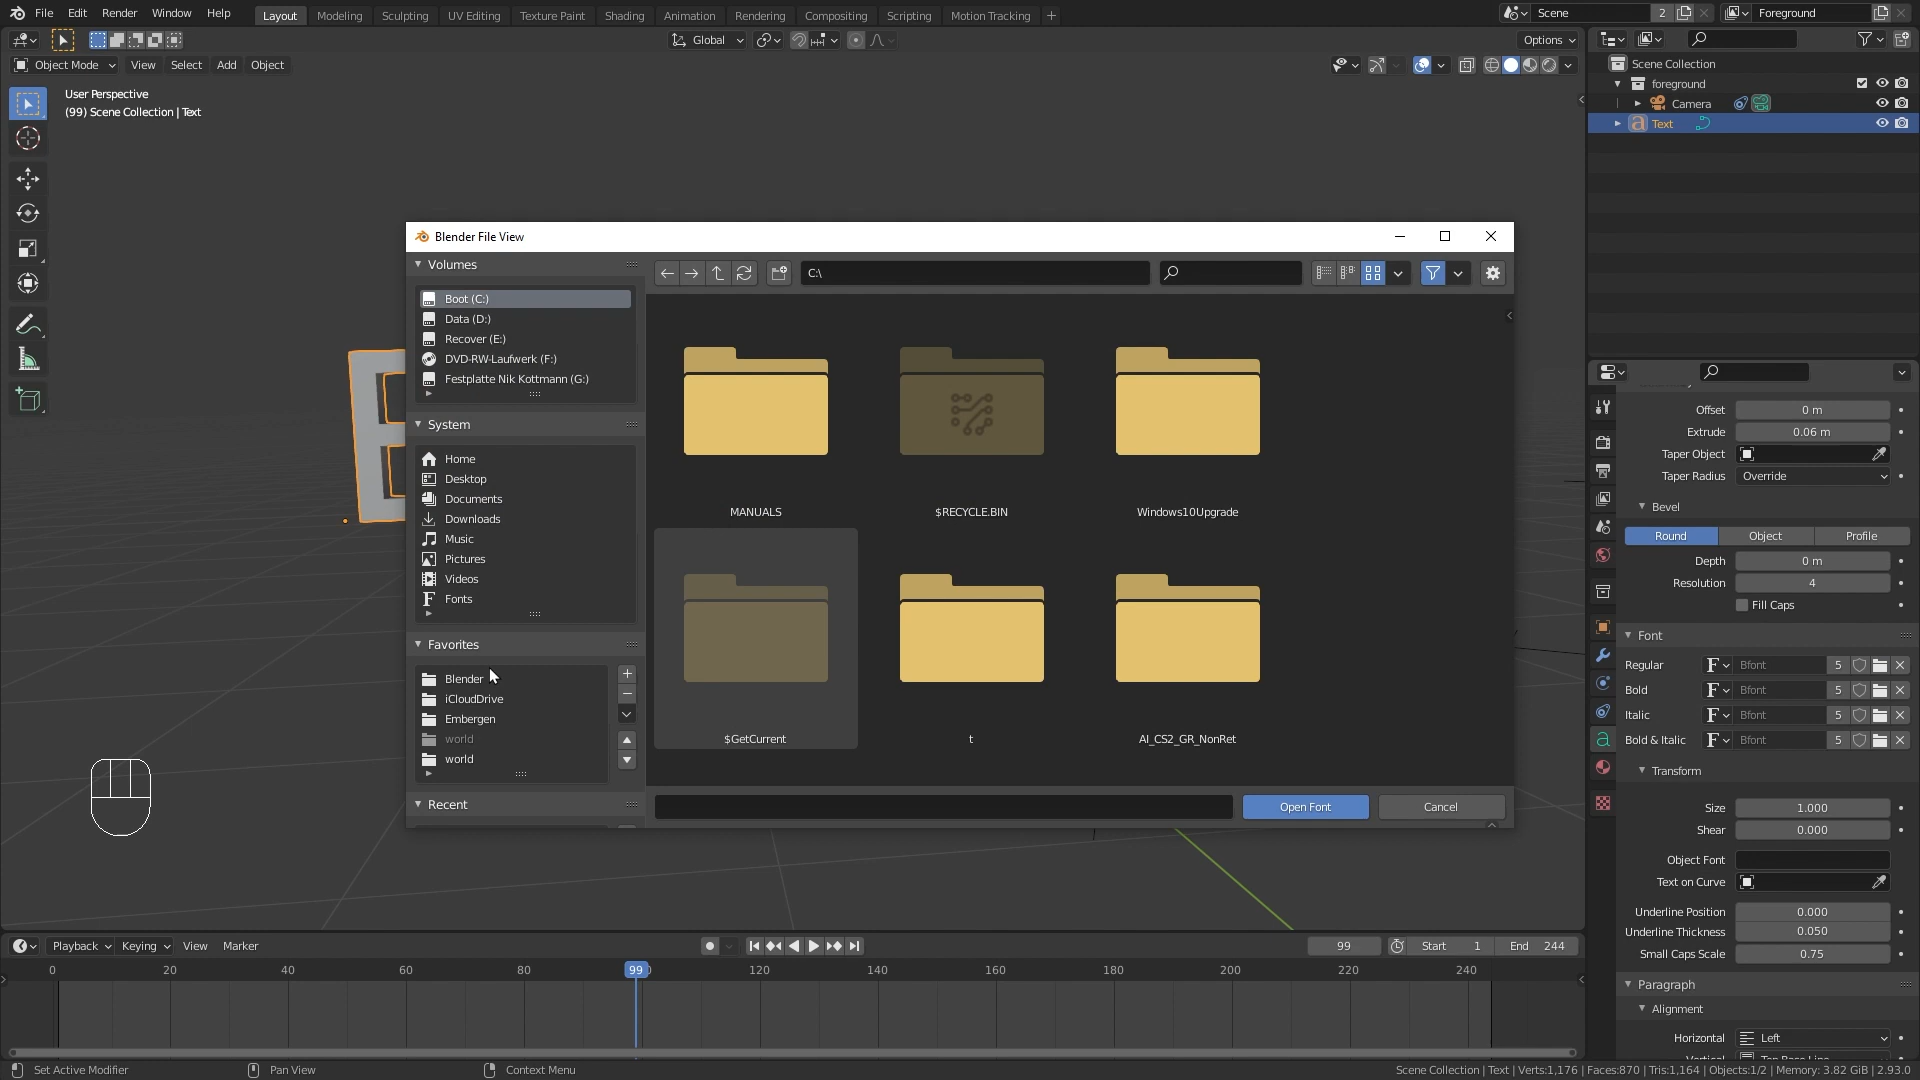 File Edit Render Window Help Layout Modeling Sculpting UV Editing Texture Paint Shading Animation Rendering Compositing Scripting Motion Tracking + Scene 2 Foreground
Global Options
Object Mode View Select Add Object
User Perspective
(99) Scene Collection | Text
Scene Collection
foreground
Camera
Text
Blender File View
Volumes
C:\
Boot (C:)
Data (D:)
Recover (E:)
DVD-RW-Laufwerk (F:)
Festplatte Nik Kottmann (G:)
System
Home
Desktop
Documents
Downloads
Music
Pictures
Videos
Fonts
MANUALS $RECYCLE.BIN Windows10Upgrade
Favorites
Blender
iCloudDrive
Embergen
world
world
$GetCurrent t AI_CS2_GR_NonRet
Recent
Open Font Cancel
Offset 0 m
Extrude 0.06 m
Taper Object
Taper Radius Override
Bevel
Round Object Profile
Depth 0 m
Resolution 4
Fill Caps
Font
Regular F Bfont 5
Bold F Bfont 5
Italic F Bfont 5
Bold & Italic F Bfont 5
Transform
Size 1.000
Shear 0.000
Object Font
Text on Curve
Underline Position 0.000
Underline Thickness 0.050
Small Caps Scale 0.75
Paragraph
Alignment
Horizontal Left
Playback Keying View Marker 99 Start 1 End 244
0 20 40 60 80 99 120 140 160 180 200 220 240
Set Active Modifier Pan View Context Menu Scene Collection | Text | Verts:1,176 | Faces:870 | Tris:1,164 | Objects:1/2 | Memory: 3.82 GiB | 2.93.0